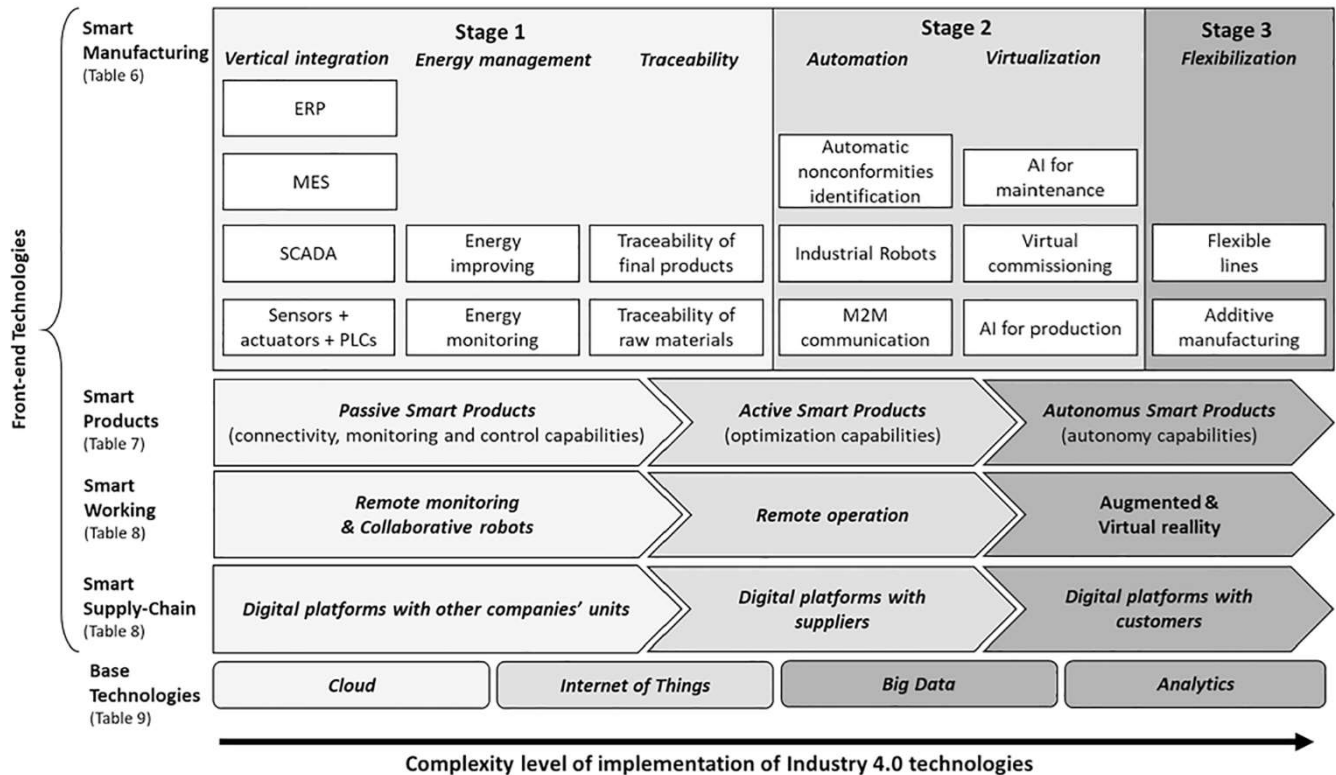 Front-end Technologies
Smart
Manufacturing
(Table 6)
Stage 1
Stage 2
Stage 3
Vertical integration
Energy management
Traceability
Automation
Virtualization
Flexibilization
ERP
MES
SCADA
Sensors +
actuators + PLCs
Energy
improving
Energy
monitoring
Traceability of
final products
Traceability of
raw materials
Automatic
nonconformities
identification
Industrial Robots
M2M
communication
AI for
maintenance
Virtual
commissioning
AI for production
Flexible
lines
Additive
manufacturing
Smart
Products
(Table 7)
Passive Smart Products
(connectivity, monitoring and control capabilities)
Active Smart Products
(optimization capabilities)
Autonomus Smart Products
(autonomy capabilities)
Smart
Working
(Table 8)
Remote monitoring
& Collaborative robots
Remote operation
Augmented &
Virtual reallity
Smart
Supply-Chain
(Table 8)
Digital platforms with other companies' units
Digital platforms with
suppliers
Digital platforms with
customers
Base
Technologies
(Table 9)
Cloud
Internet of Things
Big Data
Analytics
Complexity level of implementation of Industry 4.0 technologies